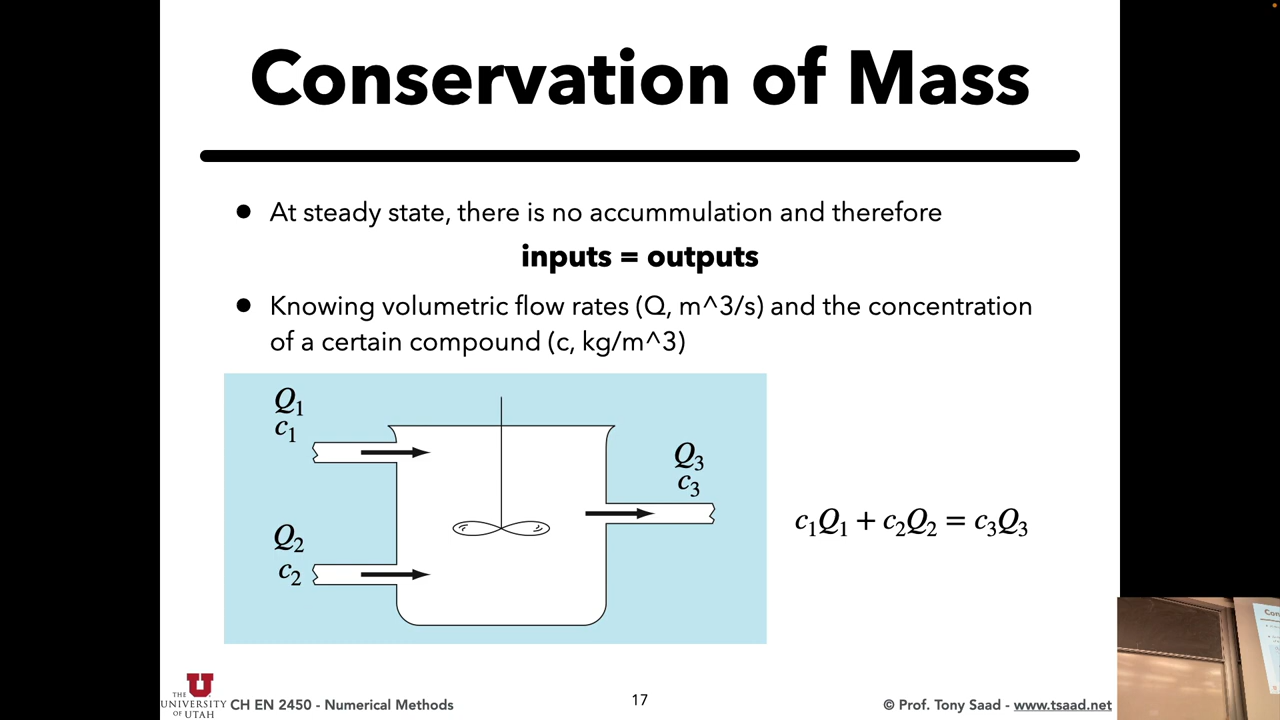 Conservation of Mass
● At steady state, there is no accummulation and therefore
inputs = outputs
● Knowing volumetric flow rates (Q, m^3/s) and the concentration
of a certain compound (c, kg/m^3)
Q₁
c₁
Q₂
c₂
Q₃
c₃
c₁Q₁ + c₂Q₂ = c₃Q₃
U
THE
UNIVERSITY
OF UTAH
CH EN 2450 - Numerical Methods
17
© Prof. Tony Saad - www.tsaad.net
Con